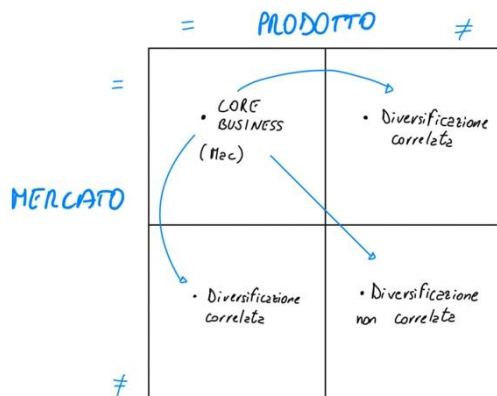 = PRODOTTO ≠
=
• CORE
BUSINESS
(Mac)
• Diversificazione
correlata
MERCATO
• Diversificazione
correlata
• Diversificazione
non correlata
≠